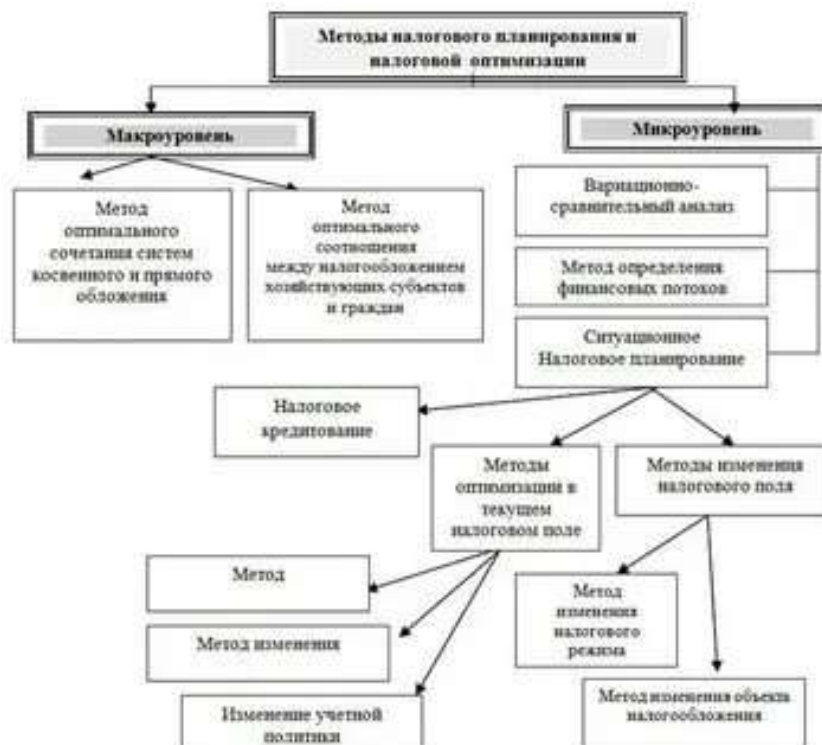 Методы налогового планирования и
налоговой оптимизации
Макроуровень
Микроуровень
Метод
оптимального
сочетания систем
косвенного и прямого
обложения
Метод
оптимального
соотношения
между налогообложением
хозяйствующих субъектов
и граждан
Вариационно-
сравнительный анализ
Метод определения
финансовых потоков
Ситуационное
Налоговое планирование
Налоговое
кредитование
Методы
оптимизации в
текущем
налоговом поле
Методы изменения
налогового поля
Метод
Метод изменения
Изменение учетной
политики
Метод
изменения
налогового
режима
Метод изменения объекта
налогообложения